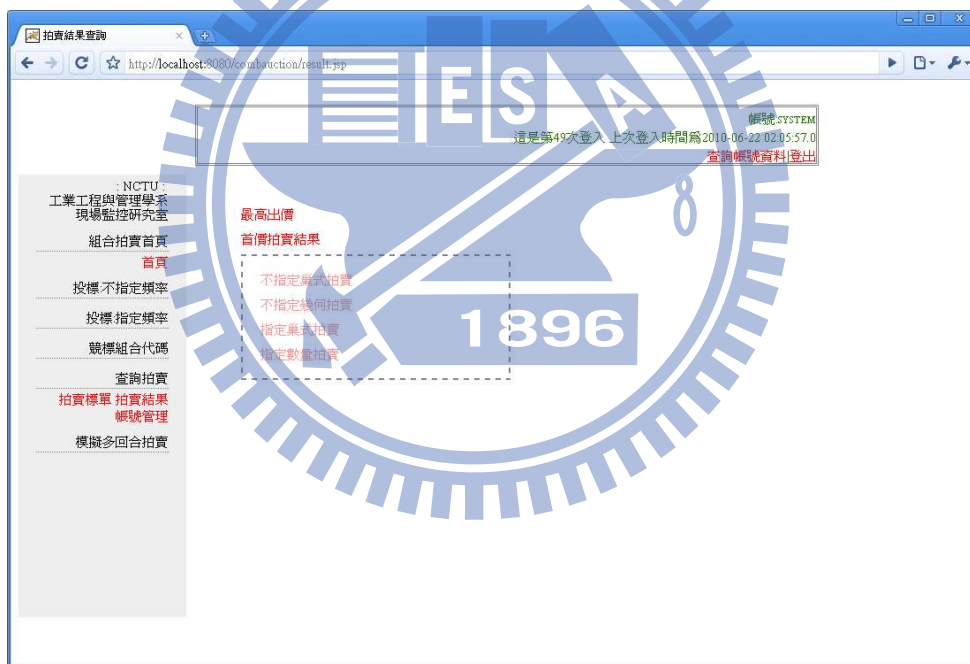 拍賣結果查詢
http://localhost:8080/combauction/result.jsp
帳號:SYSTEM
這是第49次登入 上次登入時間為2010-06-22 02:05:57.0
查詢帳號資料|登出
: NCTU :
工業工程與管理學系
現場監控研究室
組合拍賣首頁
首頁
投標:不指定頻率
投標:指定頻率
競標組合代碼
查詢拍賣
拍賣標單 拍賣結果
帳號管理
模擬多回合拍賣
最高出價
首價拍賣結果
不指定巢式拍賣
不指定幾何拍賣
指定巢式拍賣
指定數量拍賣
ES A
8
1896